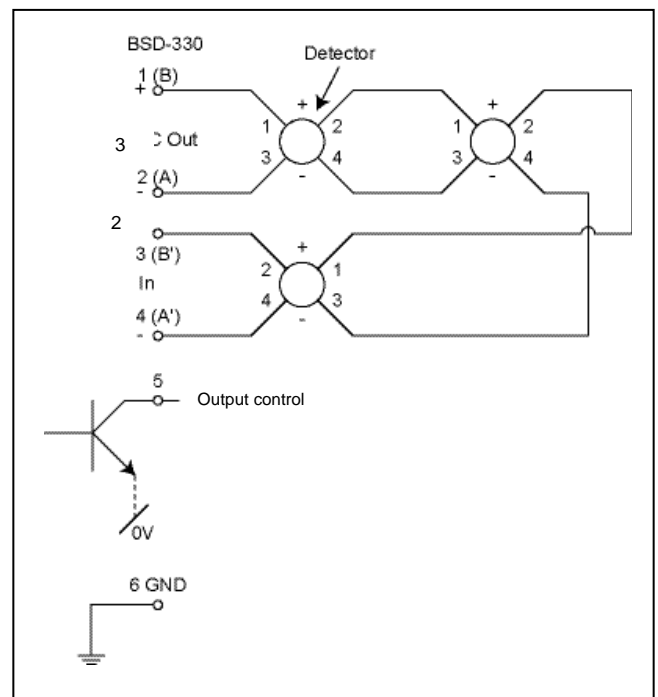 BSD-330
Detector
1 (B)
+
+ +
1 2 1 2
3 Out
3 4 3 4
2 (A)
- - -
2
3 (B')
+
2 1
In
4 3
4 (A')
- -
5
Output control
0V
6 GND